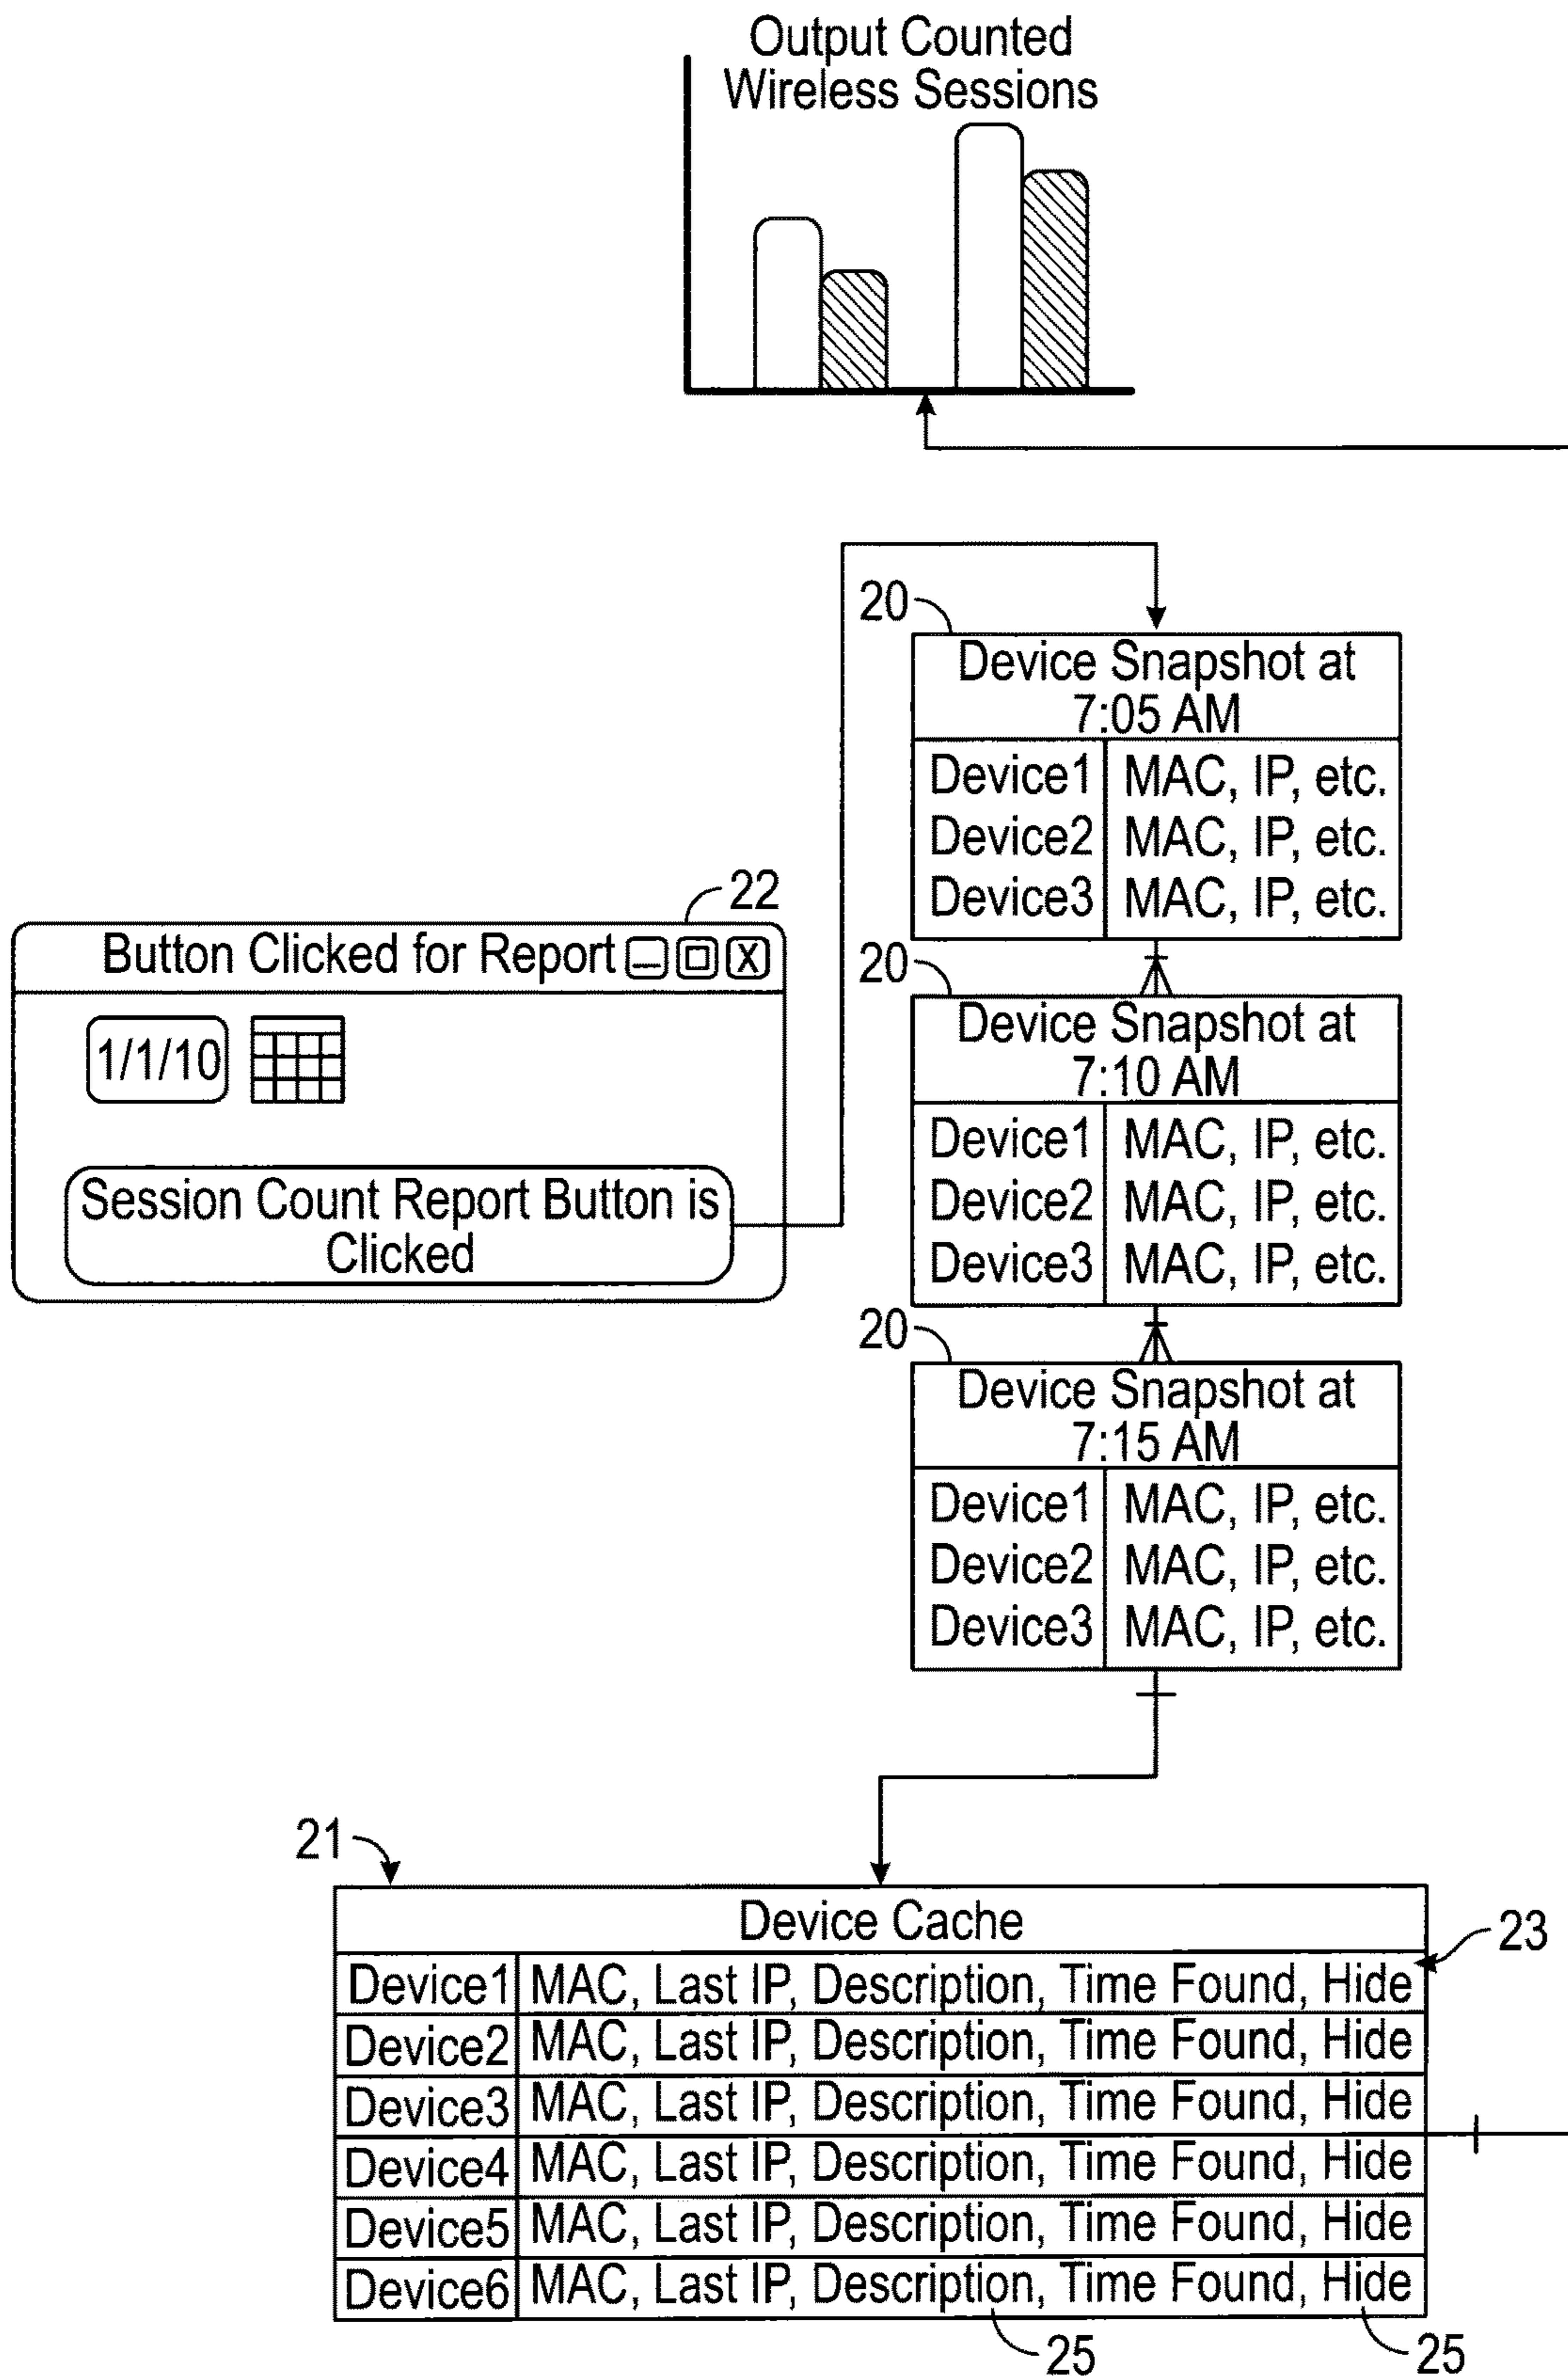 Output Counted
Wireless Sessions
20
Device Snapshot at
7:05 AM
Device1 MAC, IP, etc.
Device2 MAC, IP, etc.
Device3 MAC, IP, etc.
22
Button Clicked for Report X
1/1/10
Session Count Report Button is
Clicked
20
Device Snapshot at
7:10 AM
Device1 MAC, IP, etc.
Device2 MAC, IP, etc.
Device3 MAC, IP, etc.
20
Device Snapshot at
7:15 AM
Device1 MAC, IP, etc.
Device2 MAC, IP, etc.
Device3 MAC, IP, etc.
21
Device Cache
23
Device1 MAC, Last IP, Description, Time Found, Hide
Device2 MAC, Last IP, Description, Time Found, Hide
Device3 MAC, Last IP, Description, Time Found, Hide
Device4 MAC, Last IP, Description, Time Found, Hide
Device5 MAC, Last IP, Description, Time Found, Hide
Device6 MAC, Last IP, Description, Time Found, Hide
25 25